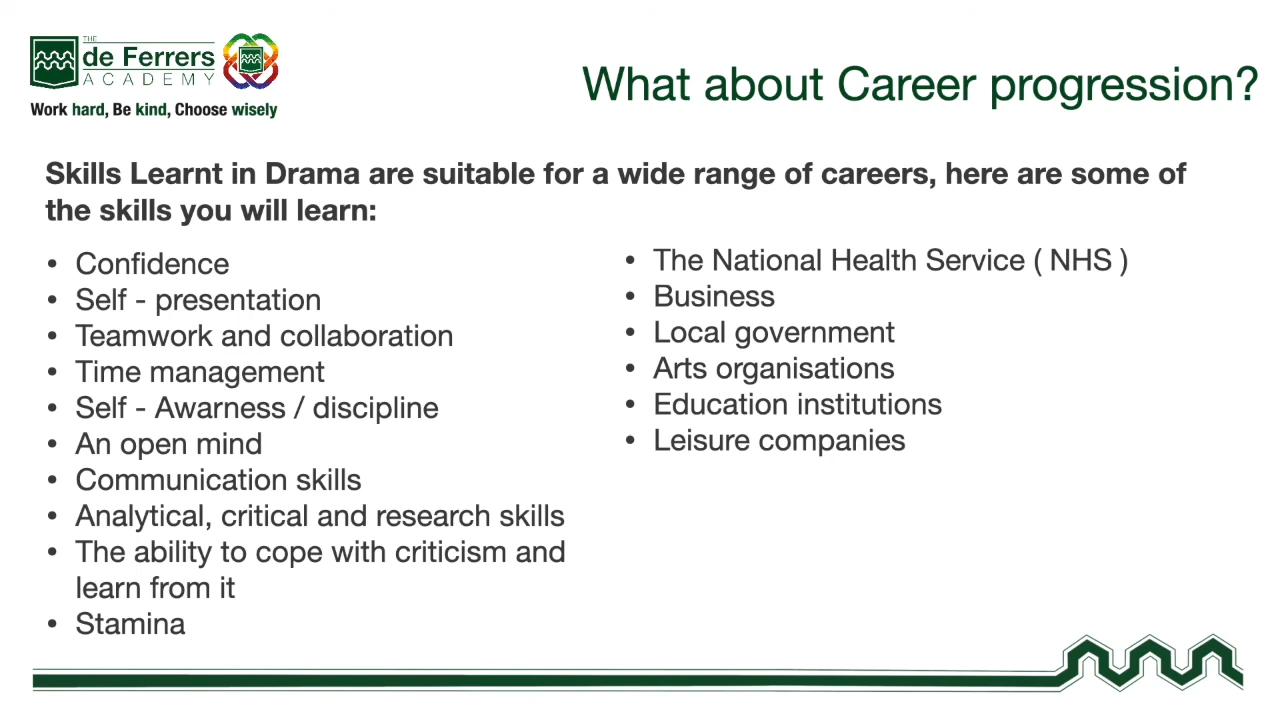 THE
de Ferrers
ACADEMY
Work hard, Be kind, Choose wisely
What about Career progression?
Skills Learnt in Drama are suitable for a wide range of careers, here are some of
the skills you will learn:
• Confidence
• Self - presentation
• Teamwork and collaboration
• Time management
• Self - Awarness / discipline
• An open mind
• Communication skills
• Analytical, critical and research skills
• The ability to cope with criticism and
learn from it
• Stamina
• The National Health Service ( NHS )
• Business
• Local government
• Arts organisations
• Education institutions
• Leisure companies